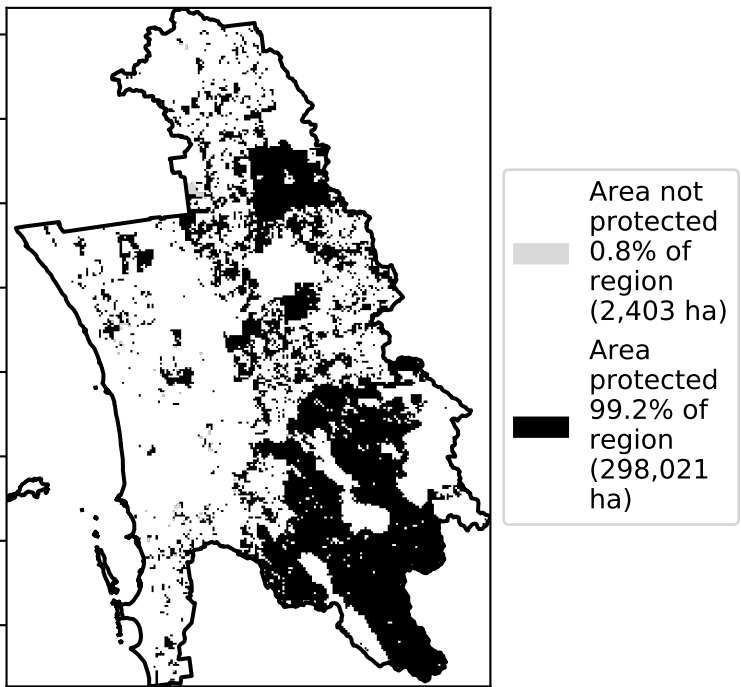 Area not
protected
0.8% of
region
(2,403 ha)
Area
protected
99.2% of
region
(298,021
ha)